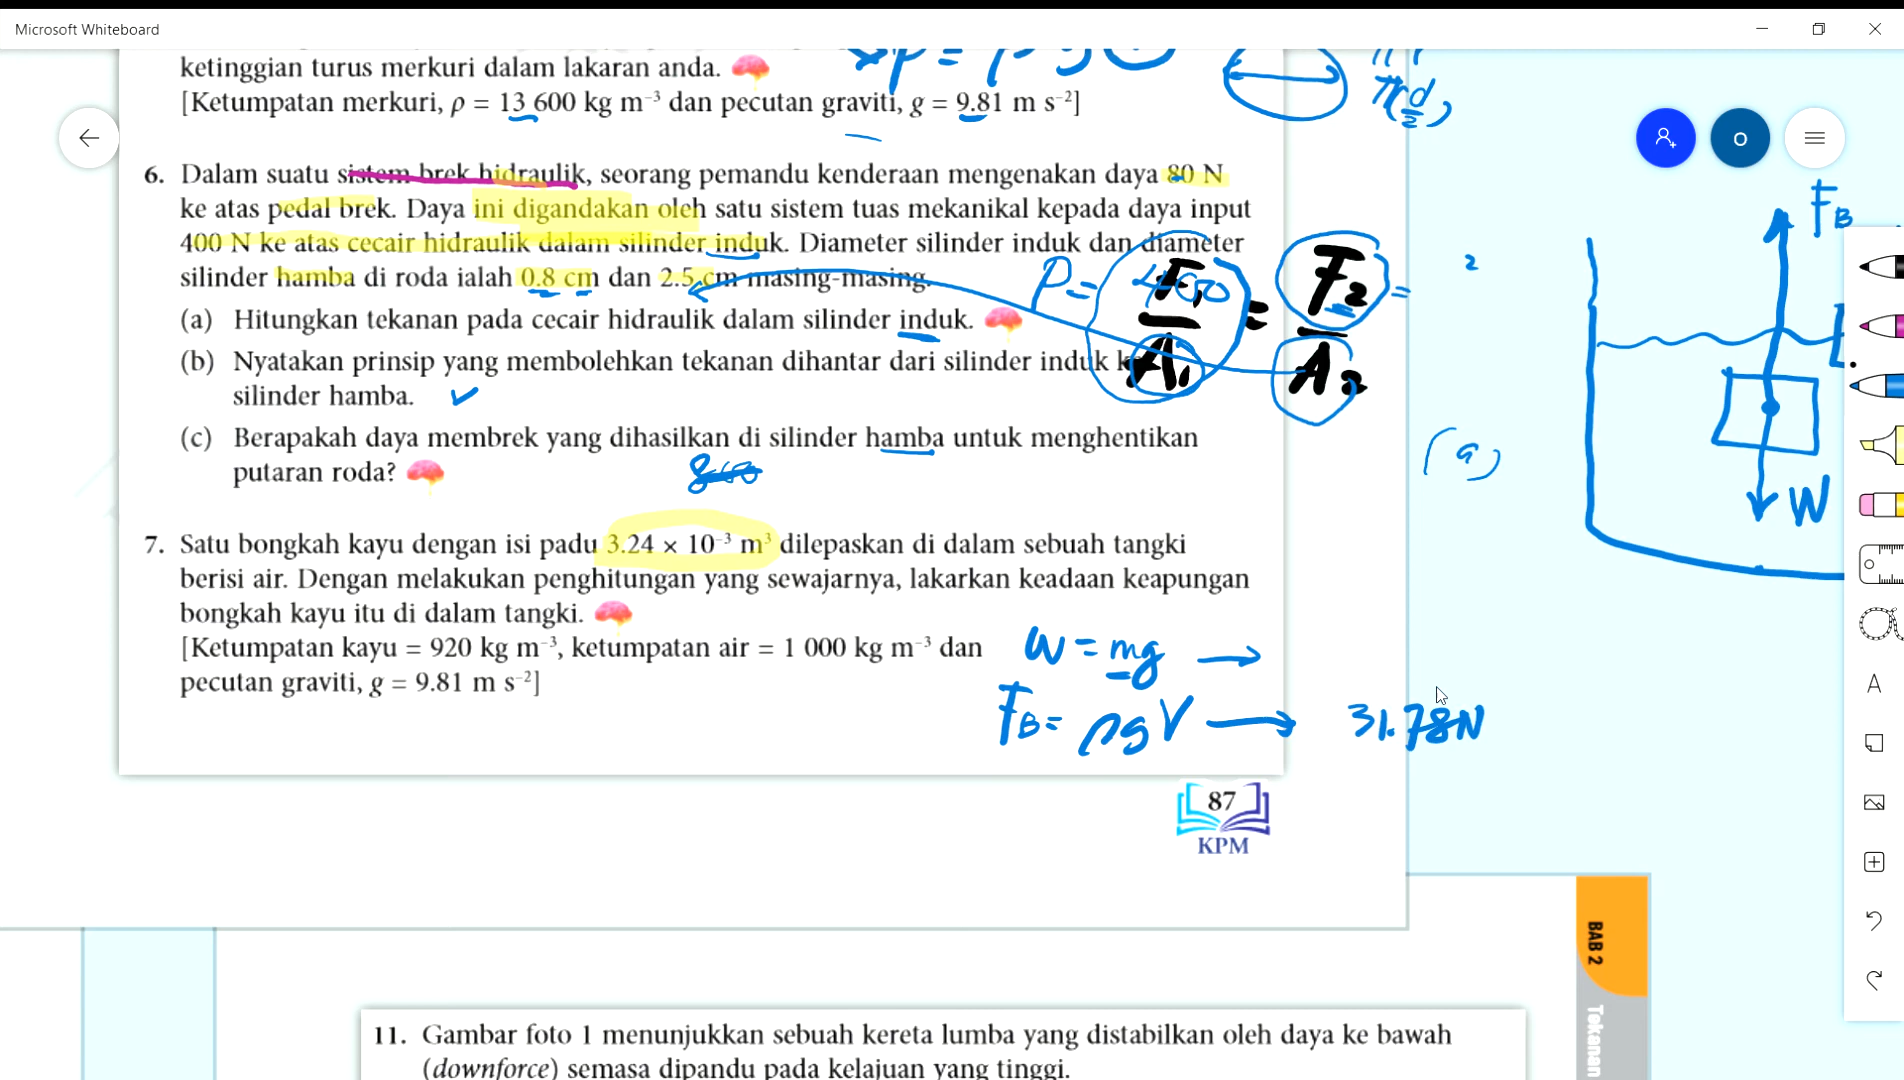 Microsoft Whiteboard
ketinggian turus merkuri dalam lakaran anda.
[Ketumpatan merkuri, ρ = 13 600 kg m⁻³ dan pecutan graviti, g = 9.81 m s⁻²]
6. Dalam suatu sistem brek hidraulik, seorang pemandu kenderaan mengenakan daya 80 N
ke atas pedal brek. Daya ini digandakan oleh satu sistem tuas mekanikal kepada daya input
400 N ke atas cecair hidraulik dalam silinder induk. Diameter silinder induk dan diameter
silinder hamba di roda ialah 0.8 cm dan 2.5 cm masing-masing.
(a) Hitungkan tekanan pada cecair hidraulik dalam silinder induk.
(b) Nyatakan prinsip yang membolehkan tekanan dihantar dari silinder induk
silinder hamba.
(c) Berapakah daya membrek yang dihasilkan di silinder hamba untuk menghentikan
putaran roda?
P = 400 F₁ / A₁ = F₂ / A₂ =
2
(a)
F_B
W
7. Satu bongkah kayu dengan isi padu 3.24 × 10⁻³ m³ dilepaskan di dalam sebuah tangki
berisi air. Dengan melakukan penghitungan yang sewajarnya, lakarkan keadaan keapungan
bongkah kayu itu di dalam tangki.
[Ketumpatan kayu = 920 kg m⁻³, ketumpatan air = 1 000 kg m⁻³ dan
pecutan graviti, g = 9.81 m s⁻²]
W = mg →
F_B = ρgV → 31.78N
87
KPM
BAB 2
Tekanan
11. Gambar foto 1 menunjukkan sebuah kereta lumba yang distabilkan oleh daya ke bawah
(downforce) semasa dipandu pada kelajuan yang tinggi.